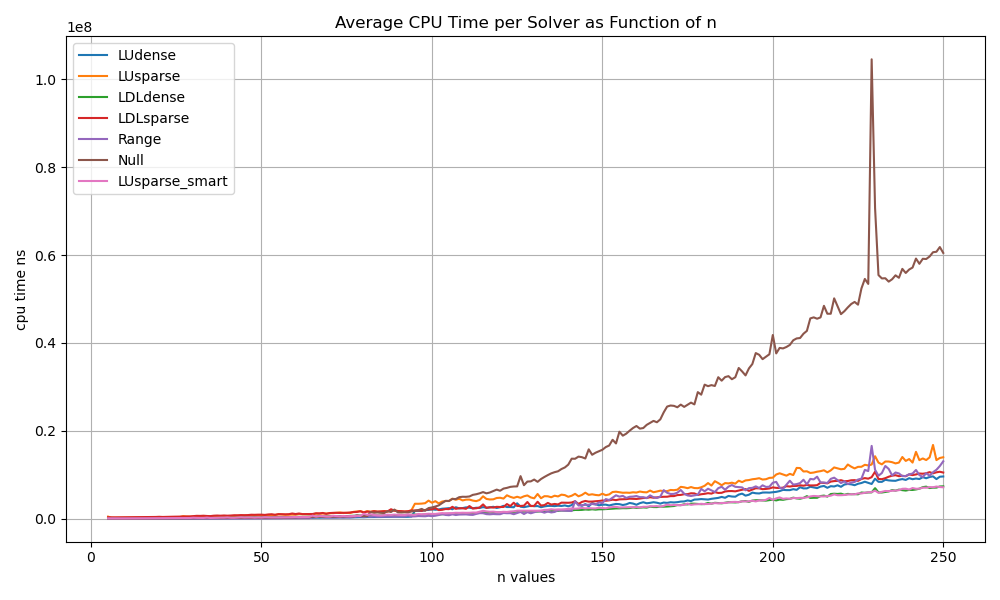 Average CPU Time per Solver as Function of n
1e8
LUdense
LUsparse
LDLdense
LDLsparse
Range
Null
LUsparse_smart
1.0
0.8
0.6
0.4
0.2
0.0
cpu time ns
0 50 100 150 200 250
n values